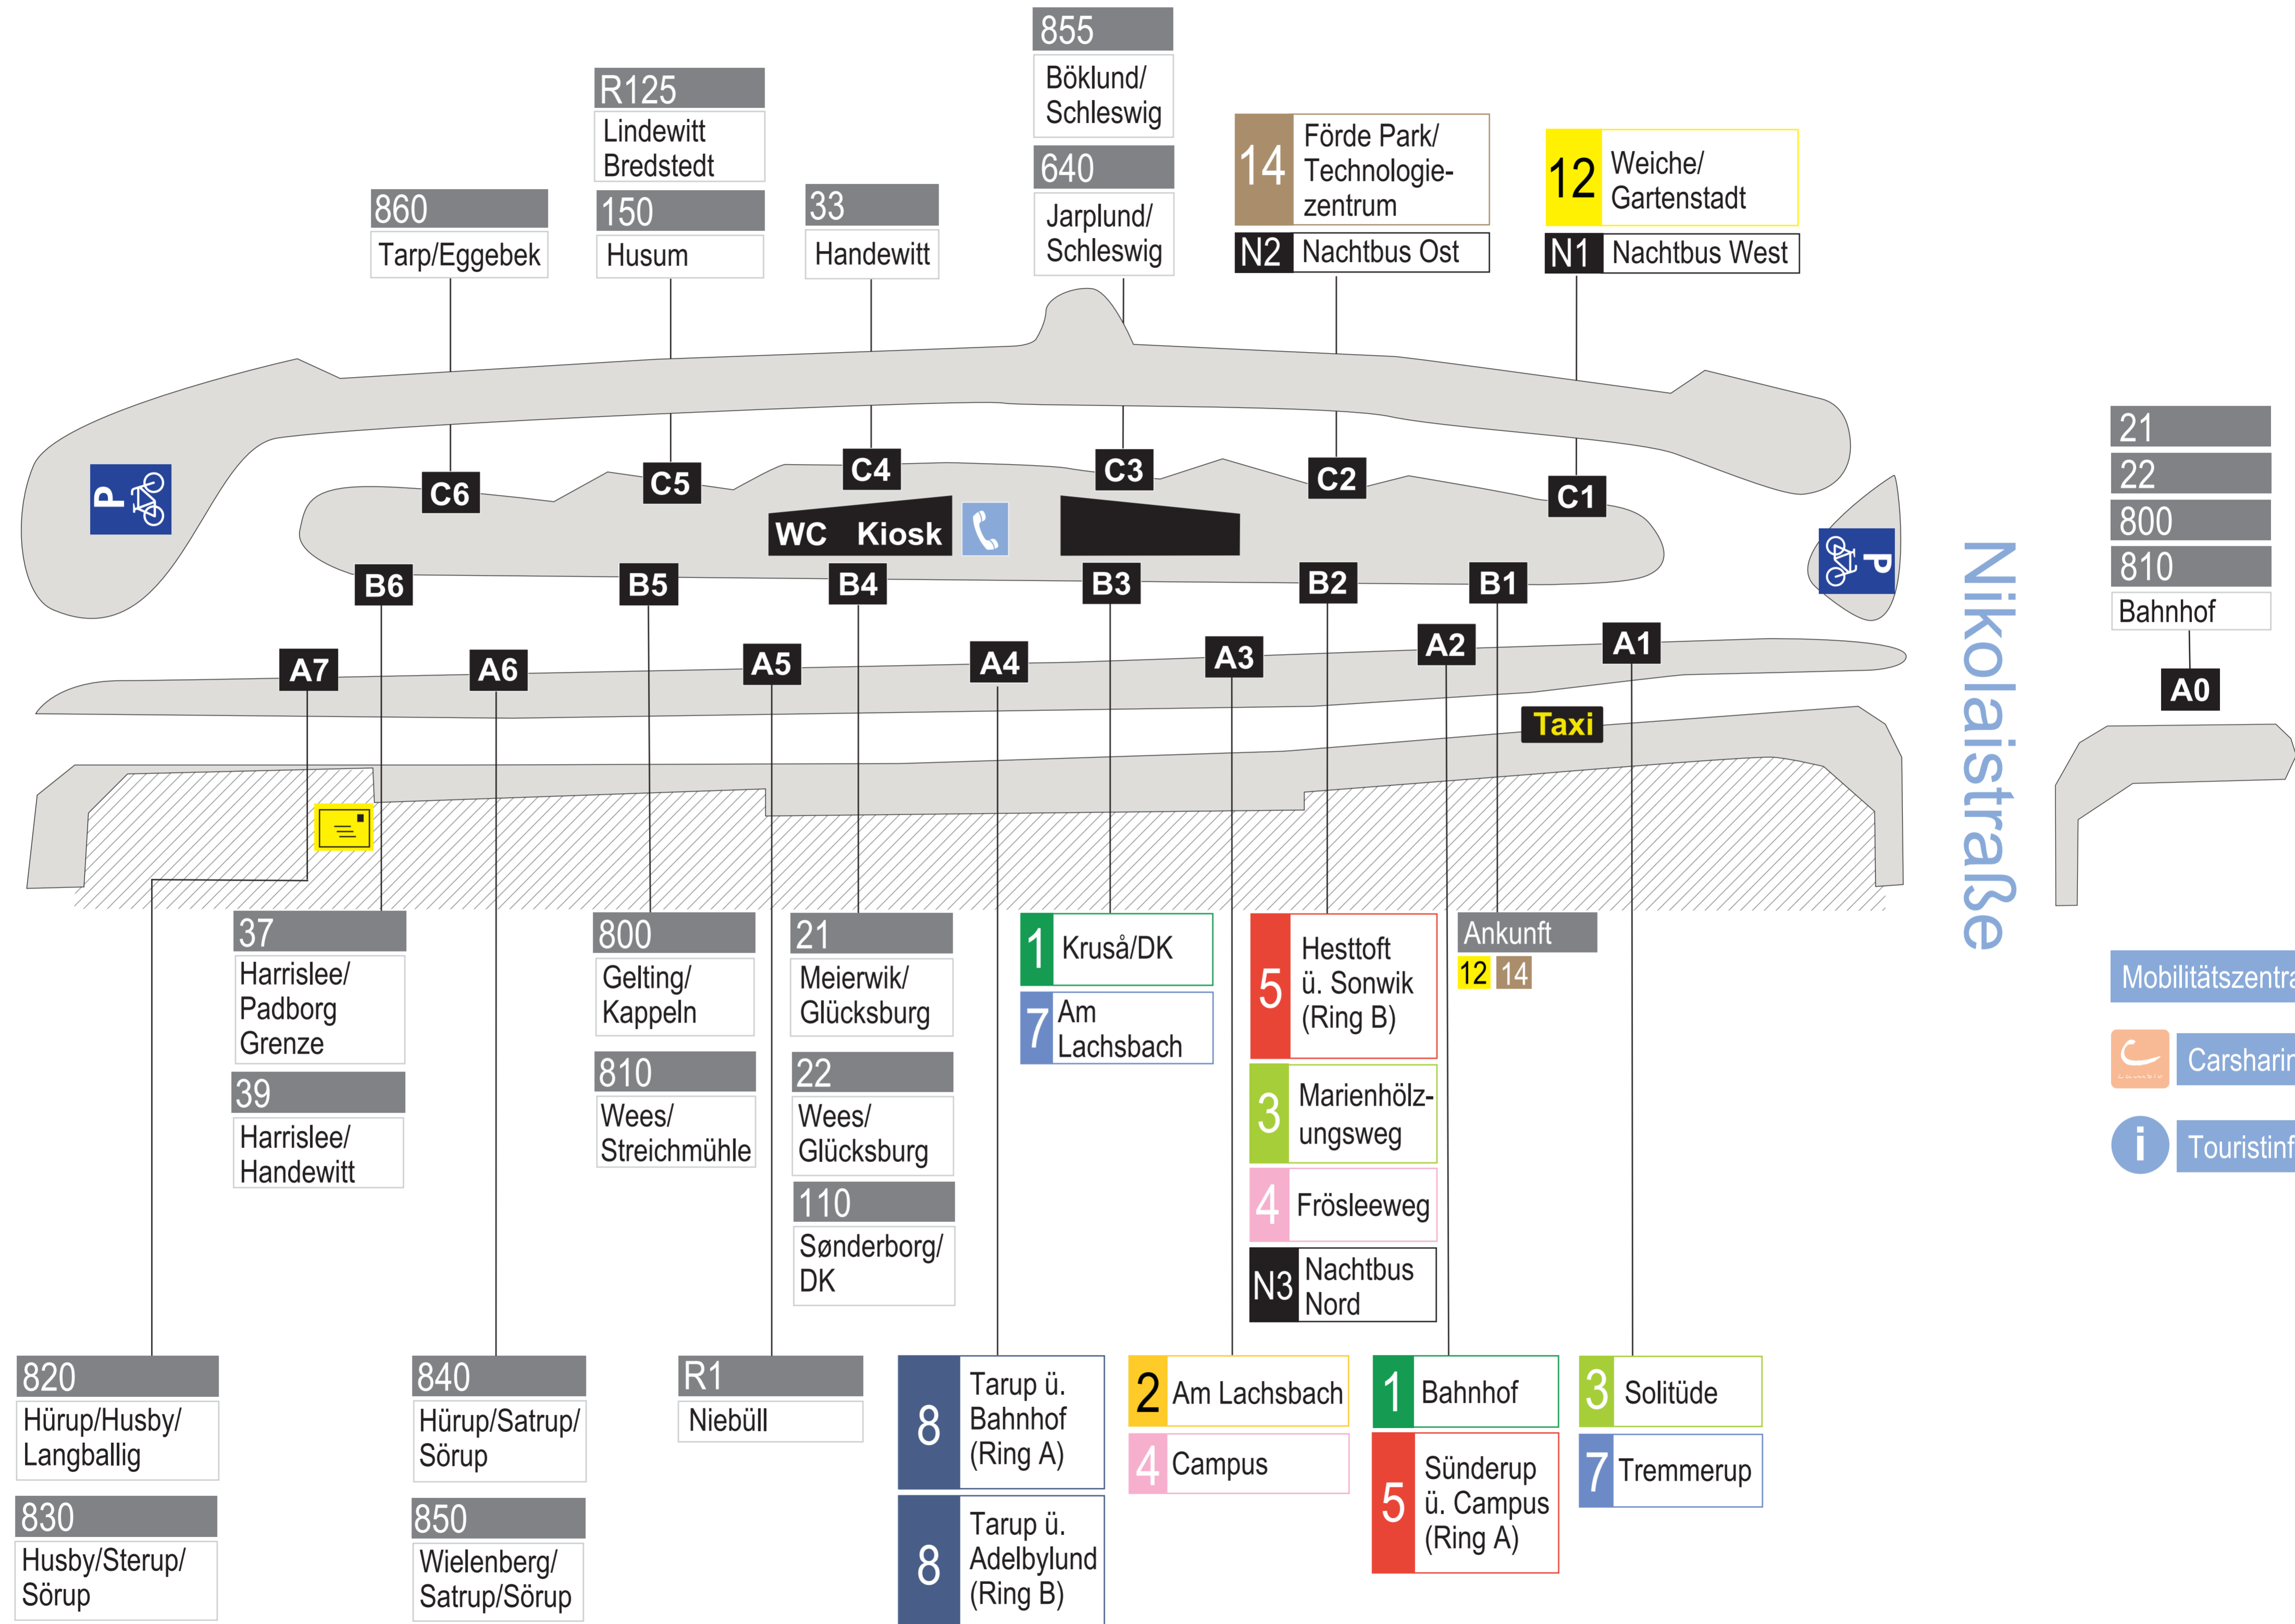 855
Böklund/
Schleswig
640
Jarplund/
Schleswig
R125
Lindewitt
Bredstedt
150
Husum
860
Tarp/Eggebek
33
Handewitt
14
Förde Park/
Technologie-
zentrum
N2 Nachtbus Ost
12
Weiche/
Gartenstadt
N1 Nachtbus West
21
22
800
810
Bahnhof
A0
P
C6
C5
C4
C3
C2
C1
WC Kiosk
P
B6
B5
B4
B3
B2
B1
A7
A6
A5
A4
A3
A2
A1
Taxi
Nikolaistraße
37
Harrislee/
Padborg
Grenze
39
Harrislee/
Handewitt
800
Gelting/
Kappeln
810
Wees/
Streichmühle
21
Meierwik/
Glücksburg
22
Wees/
Glücksburg
110
Sønderborg/
DK
1 Kruså/DK
7 Am
Lachsbach
5 Hesttoft
ü. Sonwik
(Ring B)
3 Marienhölz-
ungsweg
4 Frösleeweg
N3 Nachtbus
Nord
Ankunft
12 14
Mobilitätszentra
cambio
Carsharin
i Touristinf
820
Hürup/Husby/
Langballig
830
Husby/Sterup/
Sörup
840
Hürup/Satrup/
Sörup
850
Wielenberg/
Satrup/Sörup
R1
Niebüll
8 Tarup ü.
Bahnhof
(Ring A)
8 Tarup ü.
Adelbylund
(Ring B)
2 Am Lachsbach
4 Campus
1 Bahnhof
5 Sünderup
ü. Campus
(Ring A)
3 Solitüde
7 Tremmerup